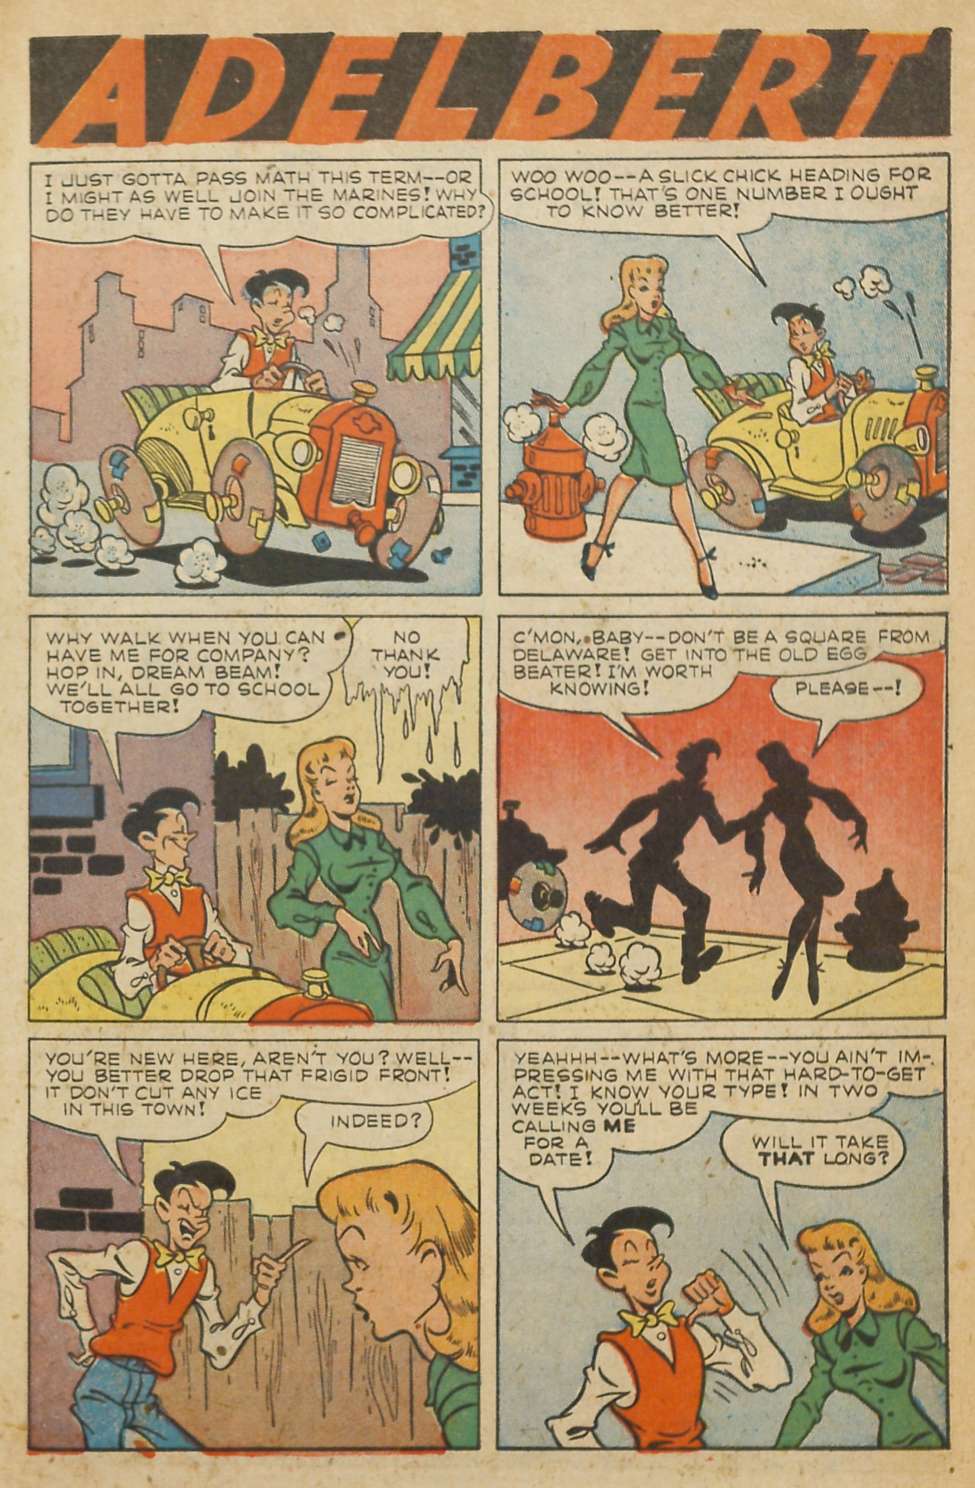 ADELBERT
I JUST GOTTA PASS MATH THIS TERM--OR
I MIGHT AS WELL JOIN THE MARINES! WHY
DO THEY HAVE TO MAKE IT SO COMPLICATED?
WOO WOO--A SLICK CHICK HEADING FOR
SCHOOL! THAT'S ONE NUMBER I OUGHT
TO KNOW BETTER!
WHY WALK WHEN YOU CAN
HAVE ME FOR COMPANY?
HOP IN, DREAM BEAM!
WE'LL ALL GO TO SCHOOL
TOGETHER!
NO
THANK
YOU!
C'MON, BABY--DON'T BE A SQUARE FROM
DELAWARE! GET INTO THE OLD EGG
BEATER! I'M WORTH
KNOWING!
PLEASE--!
YOU'RE NEW HERE, AREN'T YOU? WELL--
YOU BETTER DROP THAT FRIGID FRONT!
IT DON'T CUT ANY ICE
IN THIS TOWN!
INDEED?
YEAHHH--WHAT'S MORE--YOU AIN'T IM-
PRESSING ME WITH THAT HARD-TO-GET
ACT! I KNOW YOUR TYPE! IN TWO
WEEKS YOU'LL BE
CALLING ME
FOR A
DATE!
WILL IT TAKE
THAT LONG?